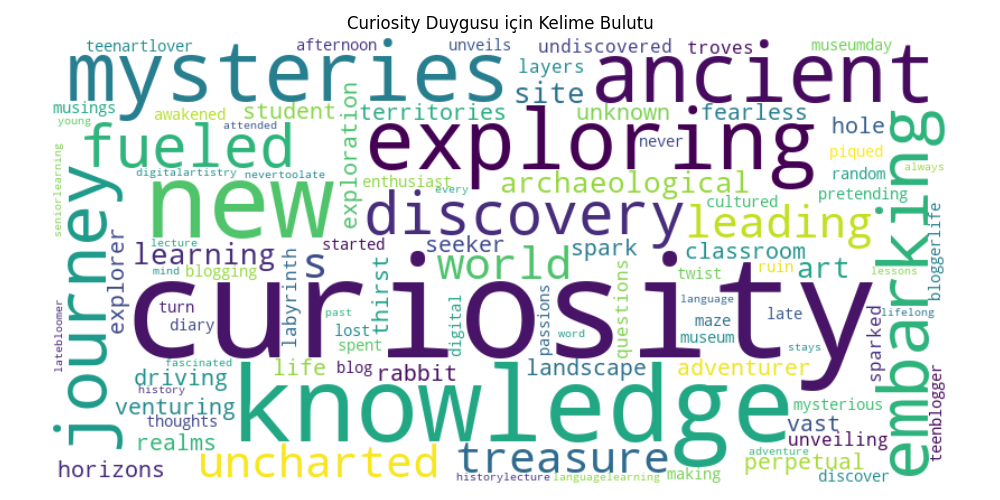 Curiosity Duygusu için Kelime Bulutu
teenartlover
afternoon
unveils
undiscovered
troves
museumday
mysteries
ancient
layers
site
musings
young
awakened
student
territories
unknown
fearless
attended
exploration
hole
fueled
exploring
never
piqued
always
digitalartistry
nevertoolate
enthusiast
every
archaeological
random
pretending
seniorlearning
journey
new
discovery
cultured
leading
embarking
bloggerlife
explorer
lecture
learning
started
seeker
spark
classroom
mind
blogging
s
world
twist
ruin
art
lessons
labyrinth
thirst
questions
curiosity
turn
past
digital
passions
language
lifelong
diary
lost
word
maze
late
latebloomer
spent
museum
stays
sparked
fascinated
life
blog
rabbit
landscape
adventurer
driving
history
knowledge
teenblogger
venturing
mysterious
thoughts
vast
realms
unveiling
horizons
uncharted
treasure
adventure
perpetual
historylecture
languagelearning
making
discover